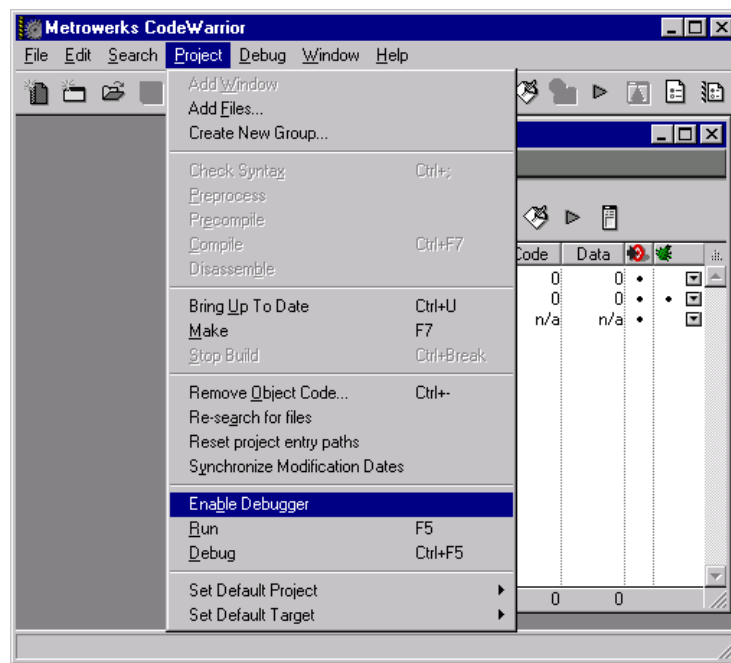 Metrowerks CodeWarrior
File Edit Search Project Debug Window Help
Add Window
Add Files...
Create New Group...
Check Syntax Ctrl+;
Preprocess
Precompile
Compile Ctrl+F7
Disassemble
Bring Up To Date Ctrl+U
Make F7
Stop Build Ctrl+Break
Remove Object Code... Ctrl+-
Re-search for files
Reset project entry paths
Synchronize Modification Dates
Enable Debugger
Run F5
Debug Ctrl+F5
Set Default Project
Set Default Target
Code Data
0 0
0 0
n/a n/a
0 0